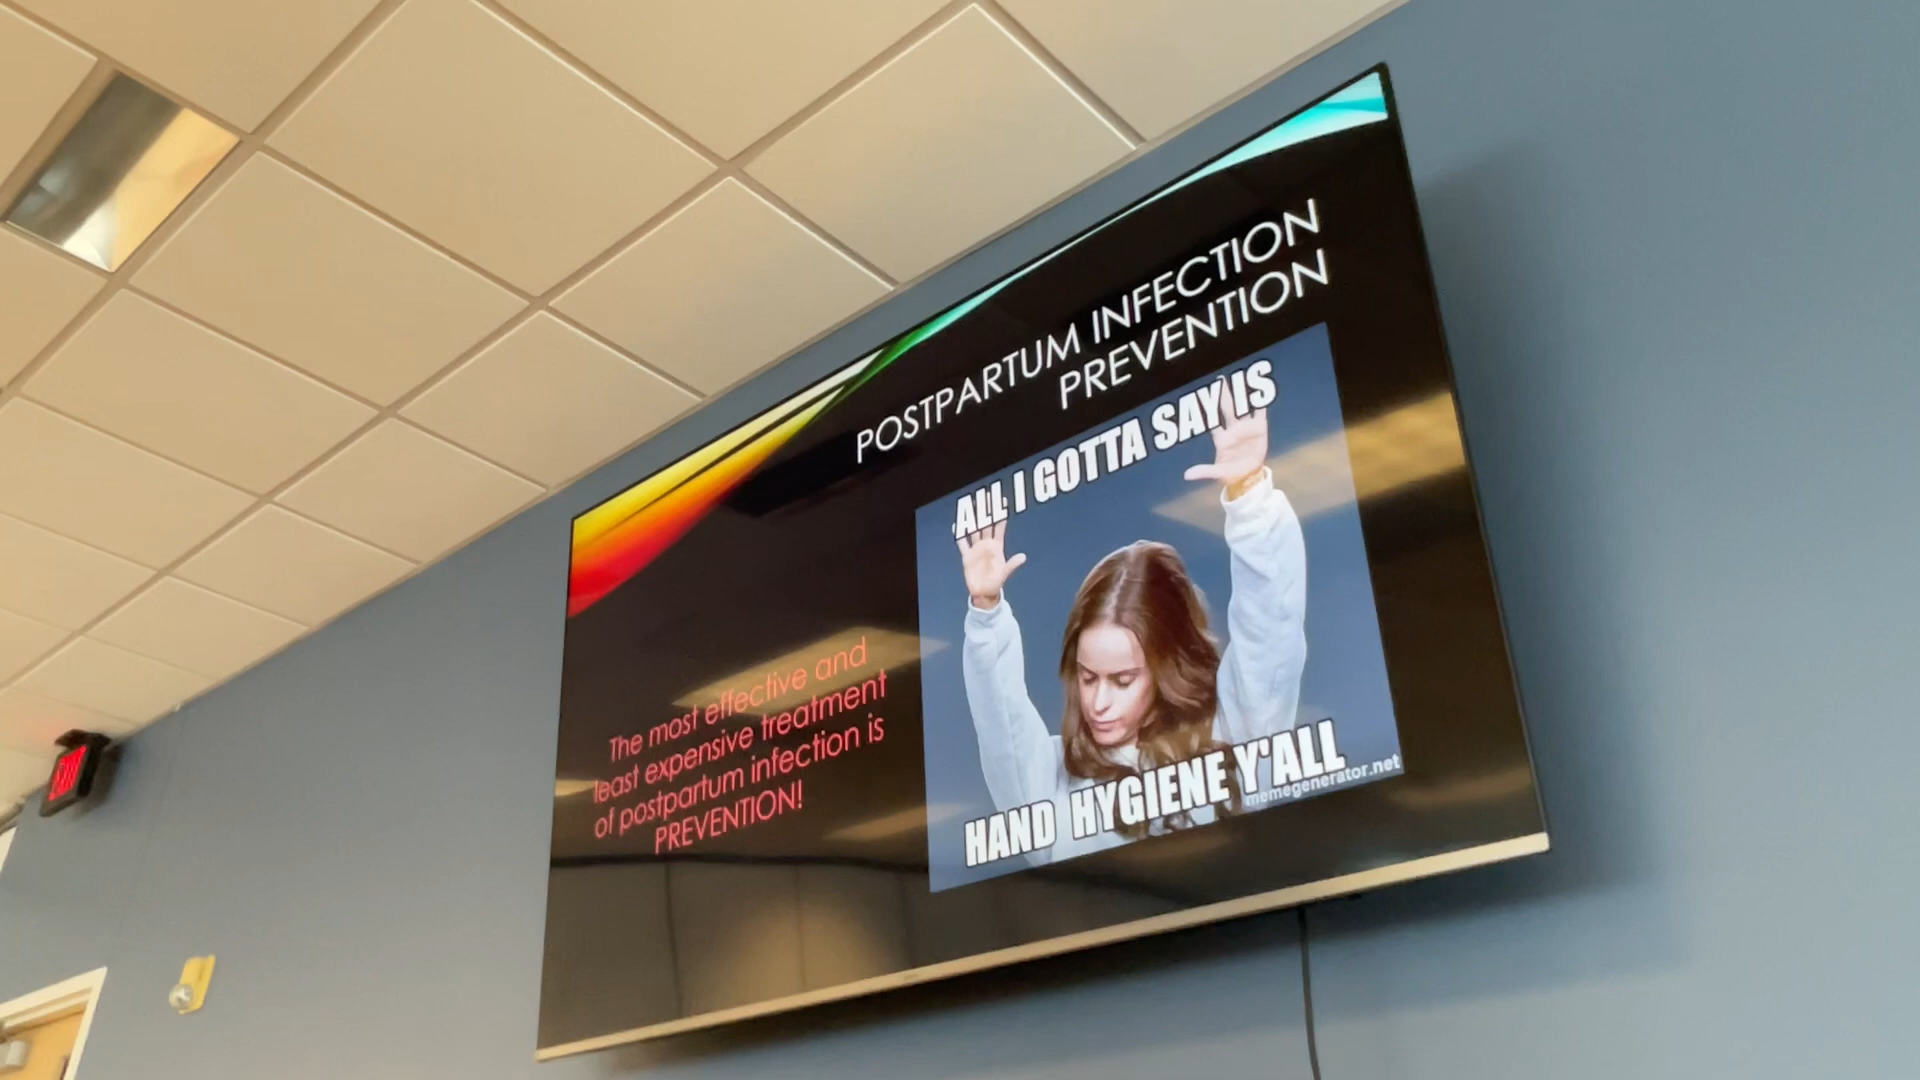 POSTPARTUM INFECTION
PREVENTION
The most effective and
least expensive treatment
of postpartum infection is
PREVENTION!
ALL I GOTTA SAY IS
HAND HYGIENE Y'ALL
memegenerator.net
EXIT